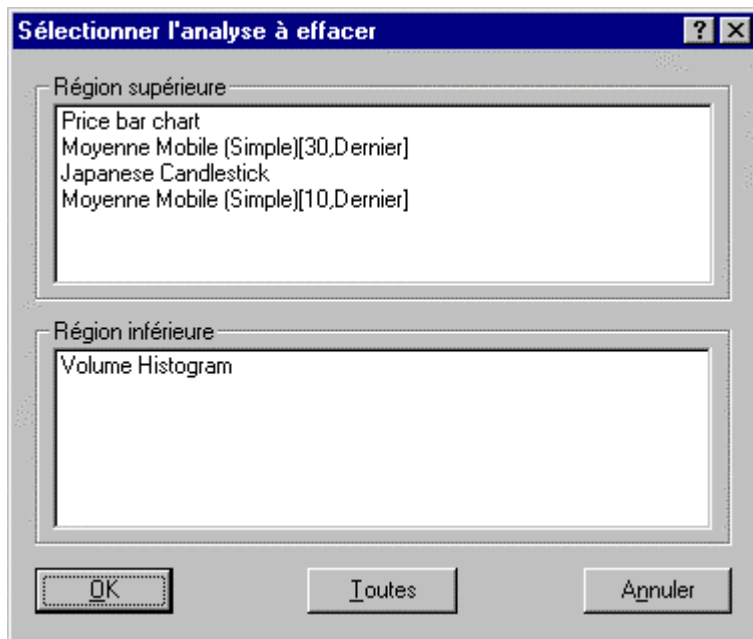 Sélectionner l'analyse à effacer
Région supérieure
Price bar chart
Moyenne Mobile (Simple)[30,Dernier]
Japanese Candlestick
Moyenne Mobile (Simple)[10,Dernier]
Région inférieure
Volume Histogram
OK Toutes Annuler